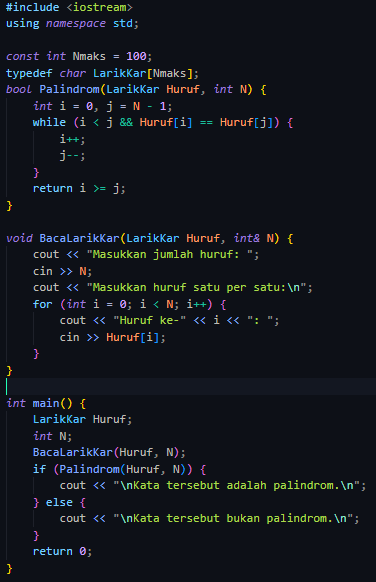 #include <iostream>
using namespace std;

const int Nmaks = 100;
typedef char LarikKar[Nmaks];
bool Palindrom(LarikKar Huruf, int N) {
    int i = 0, j = N - 1;
    while (i < j && Huruf[i] == Huruf[j]) {
        i++;
        j--;
    }
    return i >= j;
}

void BacaLarikKar(LarikKar Huruf, int& N) {
    cout << "Masukkan jumlah huruf: ";
    cin >> N;
    cout << "Masukkan huruf satu per satu:\n";
    for (int i = 0; i < N; i++) {
        cout << "Huruf ke-" << i << ": ";
        cin >> Huruf[i];
    }
}

int main() {
    LarikKar Huruf;
    int N;
    BacaLarikKar(Huruf, N);
    if (Palindrom(Huruf, N)) {
        cout << "\nKata tersebut adalah palindrom.\n";
    } else {
        cout << "\nKata tersebut bukan palindrom.\n";
    }
    return 0;
}